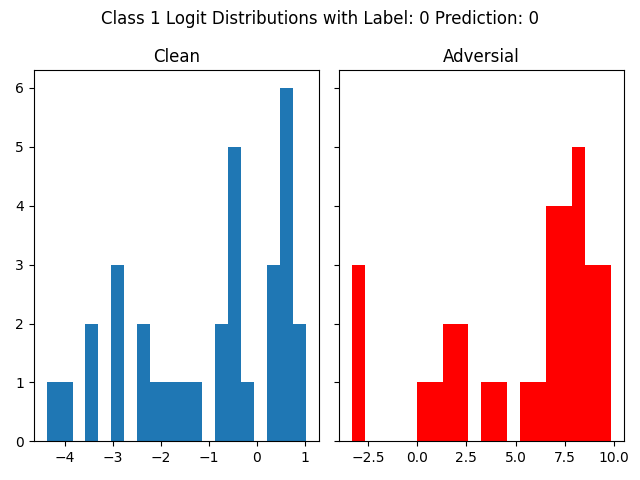 Class 1 Logit Distributions with Label: 0 Prediction: 0
Clean
Adversial
6
5
4
3
2
1
0
−4 −3 −2 −1 0 1
−2.5 0.0 2.5 5.0 7.5 10.0